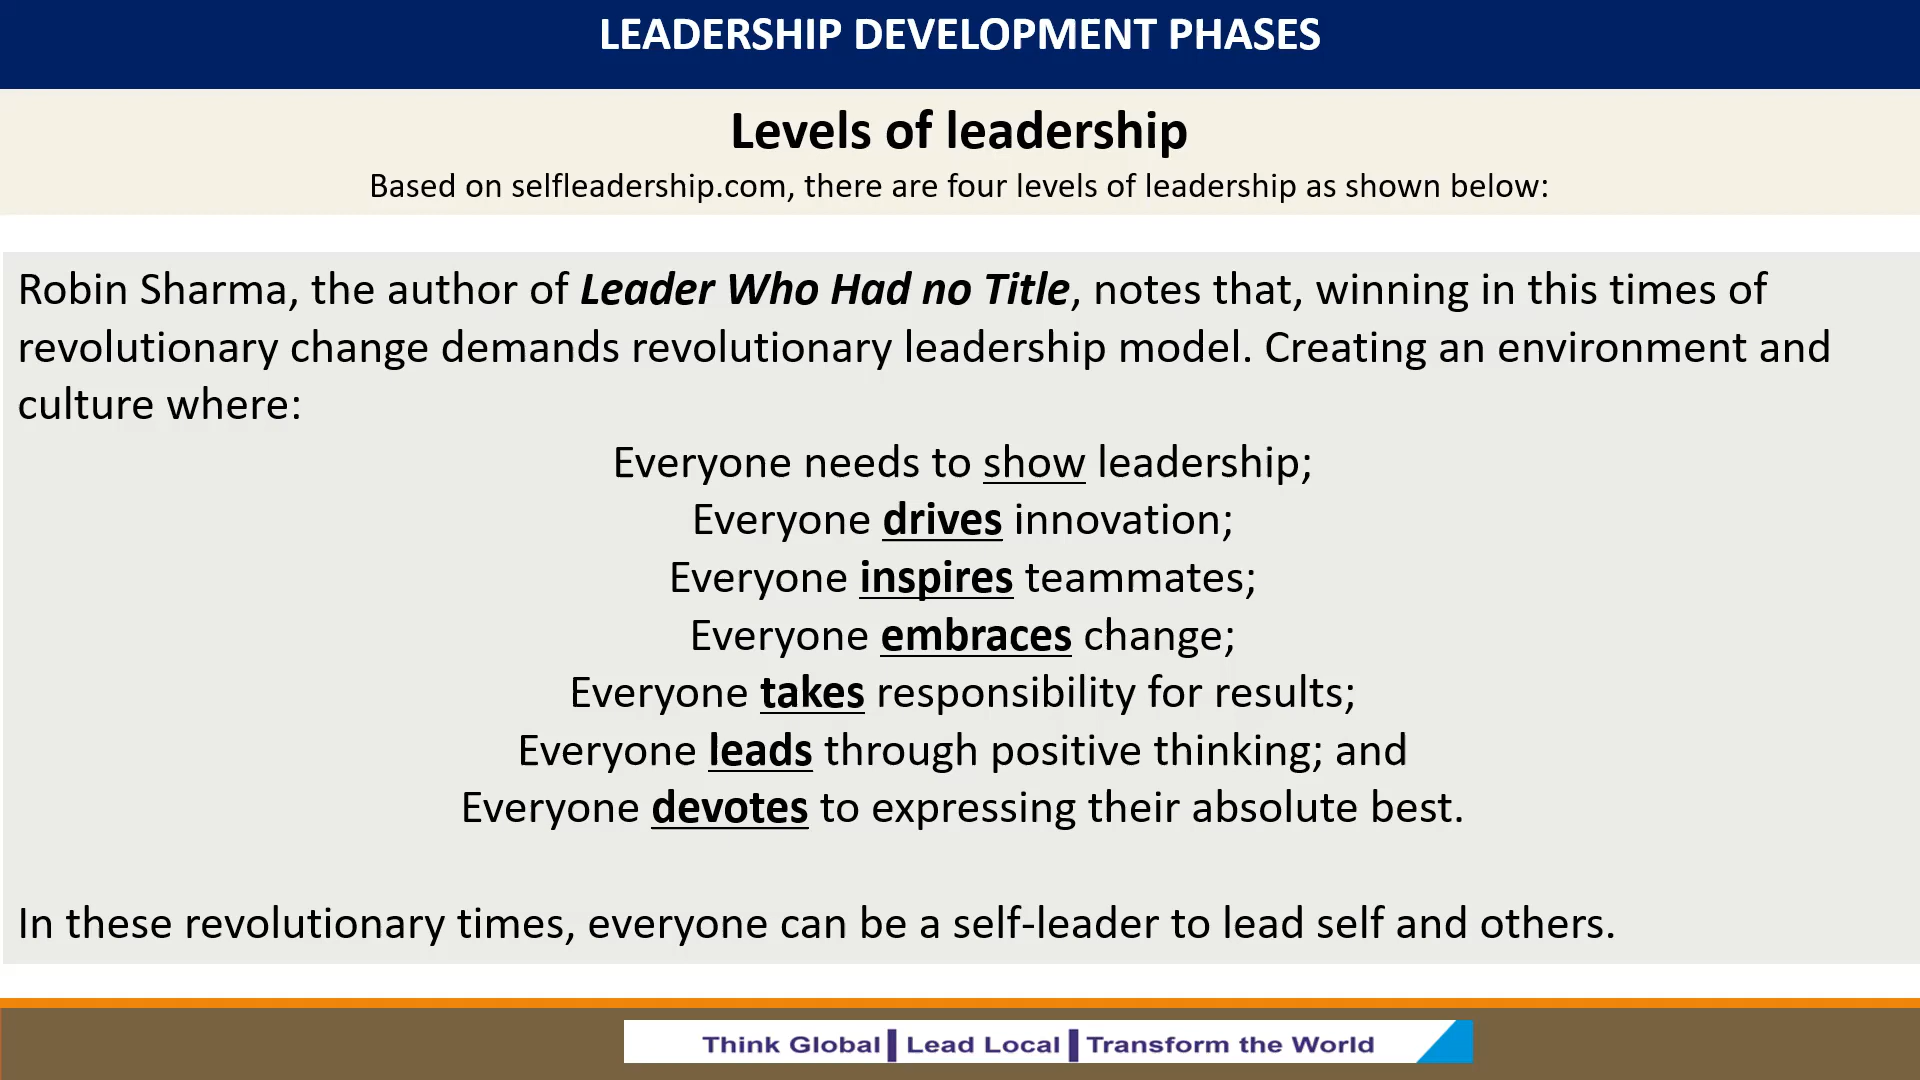 LEADERSHIP DEVELOPMENT PHASES
Levels of leadership
Based on selfleadership.com, there are four levels of leadership as shown below:
Robin Sharma, the author of Leader Who Had no Title, notes that, winning in this times of
revolutionary change demands revolutionary leadership model. Creating an environment and
culture where:
Everyone needs to show leadership;
Everyone drives innovation;
Everyone inspires teammates;
Everyone embraces change;
Everyone takes responsibility for results;
Everyone leads through positive thinking; and
Everyone devotes to expressing their absolute best.
In these revolutionary times, everyone can be a self-leader to lead self and others.
Think Global | Lead Local | Transform the World